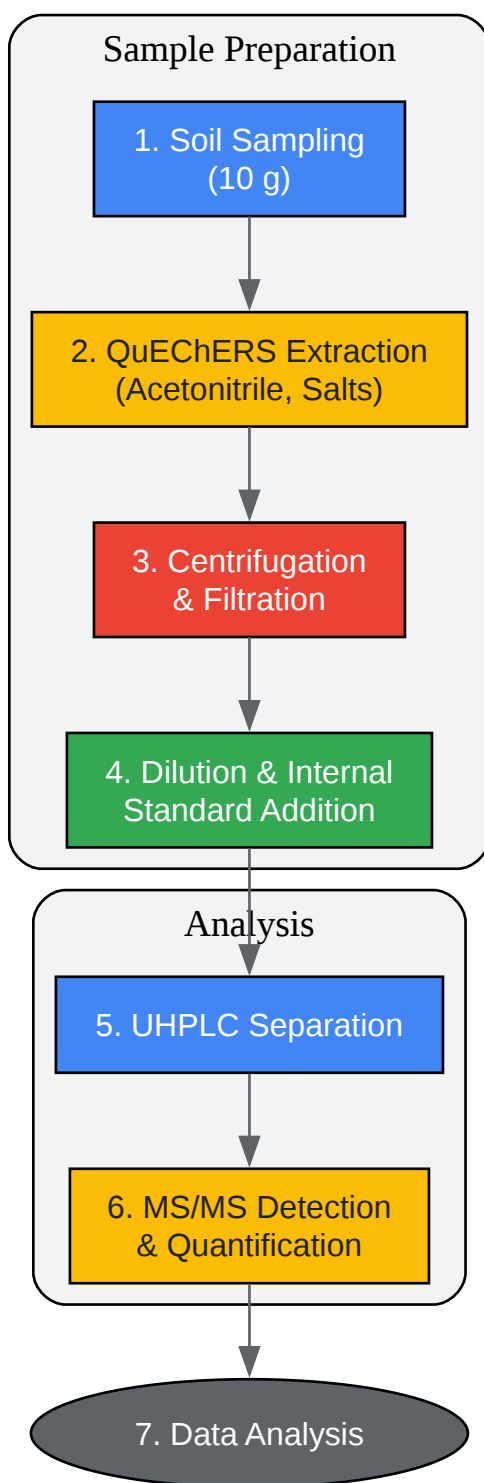 Sample Preparation
1. Soil Sampling
(10 g)
2. QuEChERS Extraction
(Acetonitrile, Salts)
3. Centrifugation
& Filtration
4. Dilution & Internal
Standard Addition
Analysis
5. UHPLC Separation
6. MS/MS Detection
& Quantification
7. Data Analysis